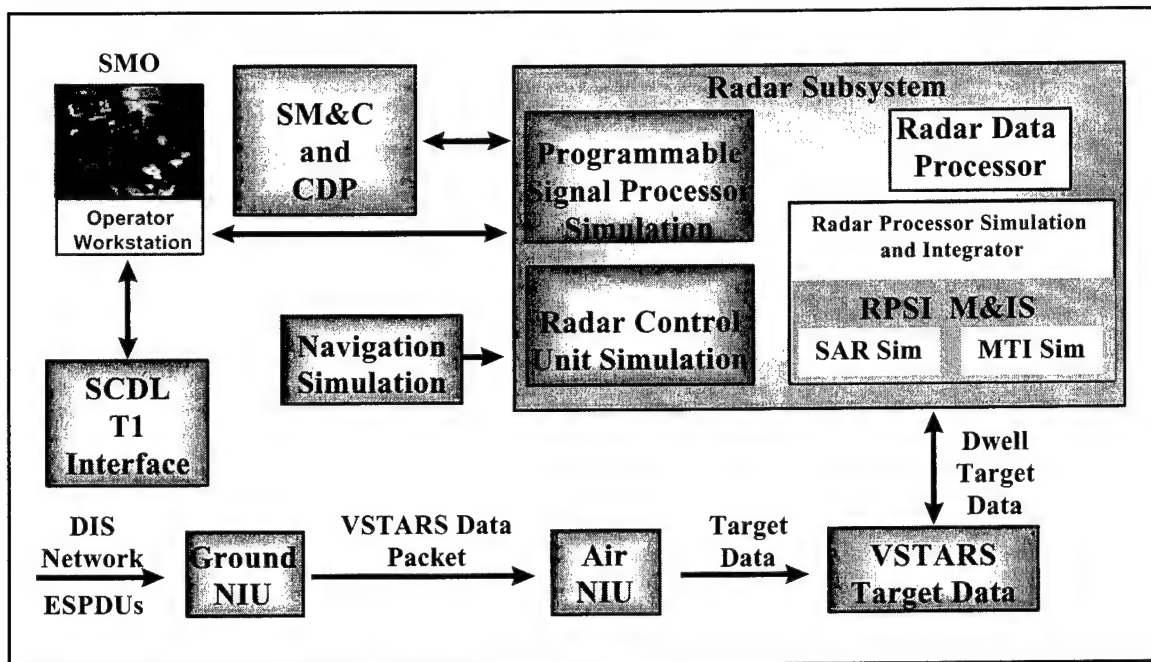 SMO
Operator
Workstation
SM&C
and
CDP
Radar Subsystem
Programmable
Signal Processor
Simulation
Radar Data
Processor
Radar Processor Simulation
and Integrator
RPSI M&IS
SAR Sim
MTI Sim
Navigation
Simulation
Radar Control
Unit Simulation
SCDL
T1
Interface
Dwell
Target
Data
DIS
Network
ESPDUs
Ground
NIU
VSTARS Data
Packet
Air
NIU
Target
Data
VSTARS
Target Data